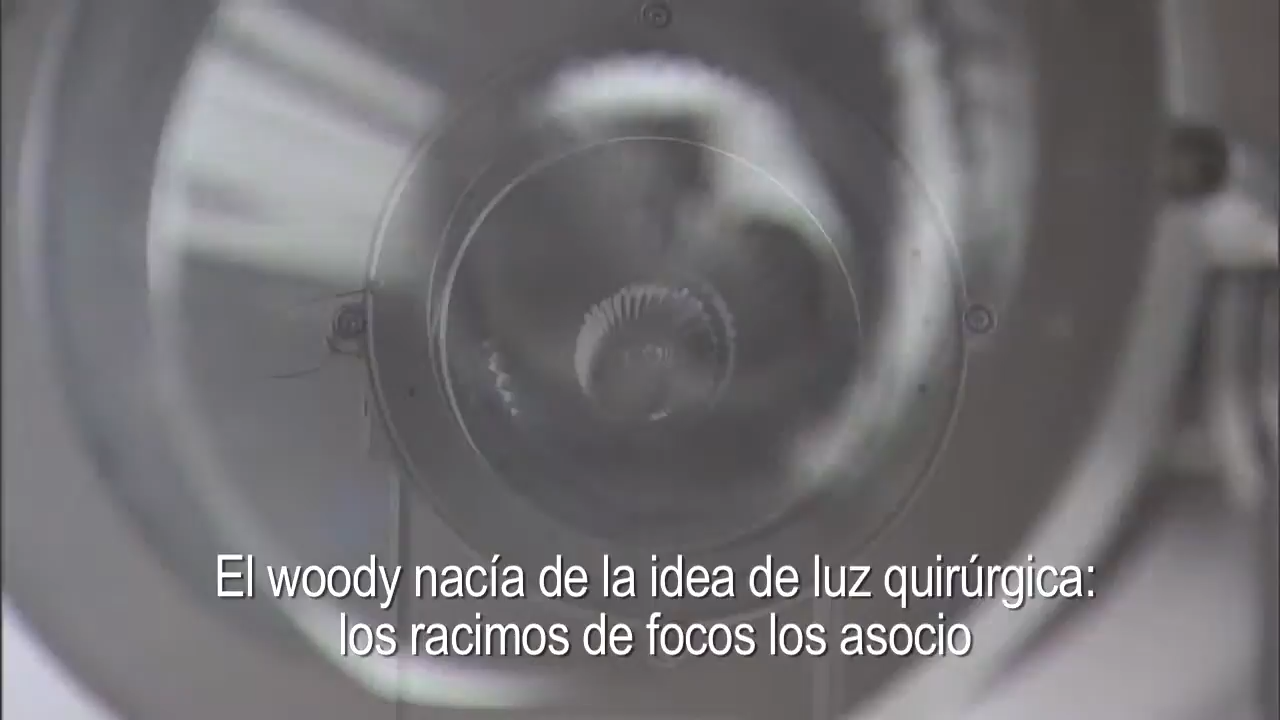 El woody nacía de la idea de luz quirúrgica:
los racimos de focos los asocio